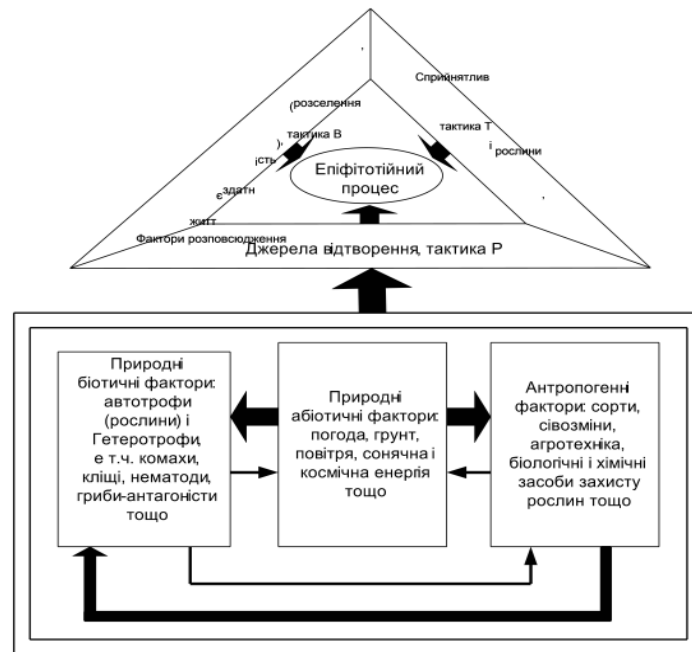 ,
Сприйнятлив
(розселення
тактика В
),
ість
тактика Т
і рослини
Епіфітотійний
процес
здатн
є
,
житт
Фактори розповсюдження
Джерела відтворення, тактика Р
Природні
біотичні фактори:
автотрофи
(рослини) і
Гетеротрофи,
е т.ч. комахи,
кліщі, нематоди,
гриби-антагоністи
тощо
Природні
абіотичні фактори:
погода, грунт,
повітря, сонячна і
космічна енергія
тощо
Антропогенні
фактори: сорти,
сівозміни,
агротехніка,
біологічні і хімічні
засоби захисту
рослин тощо